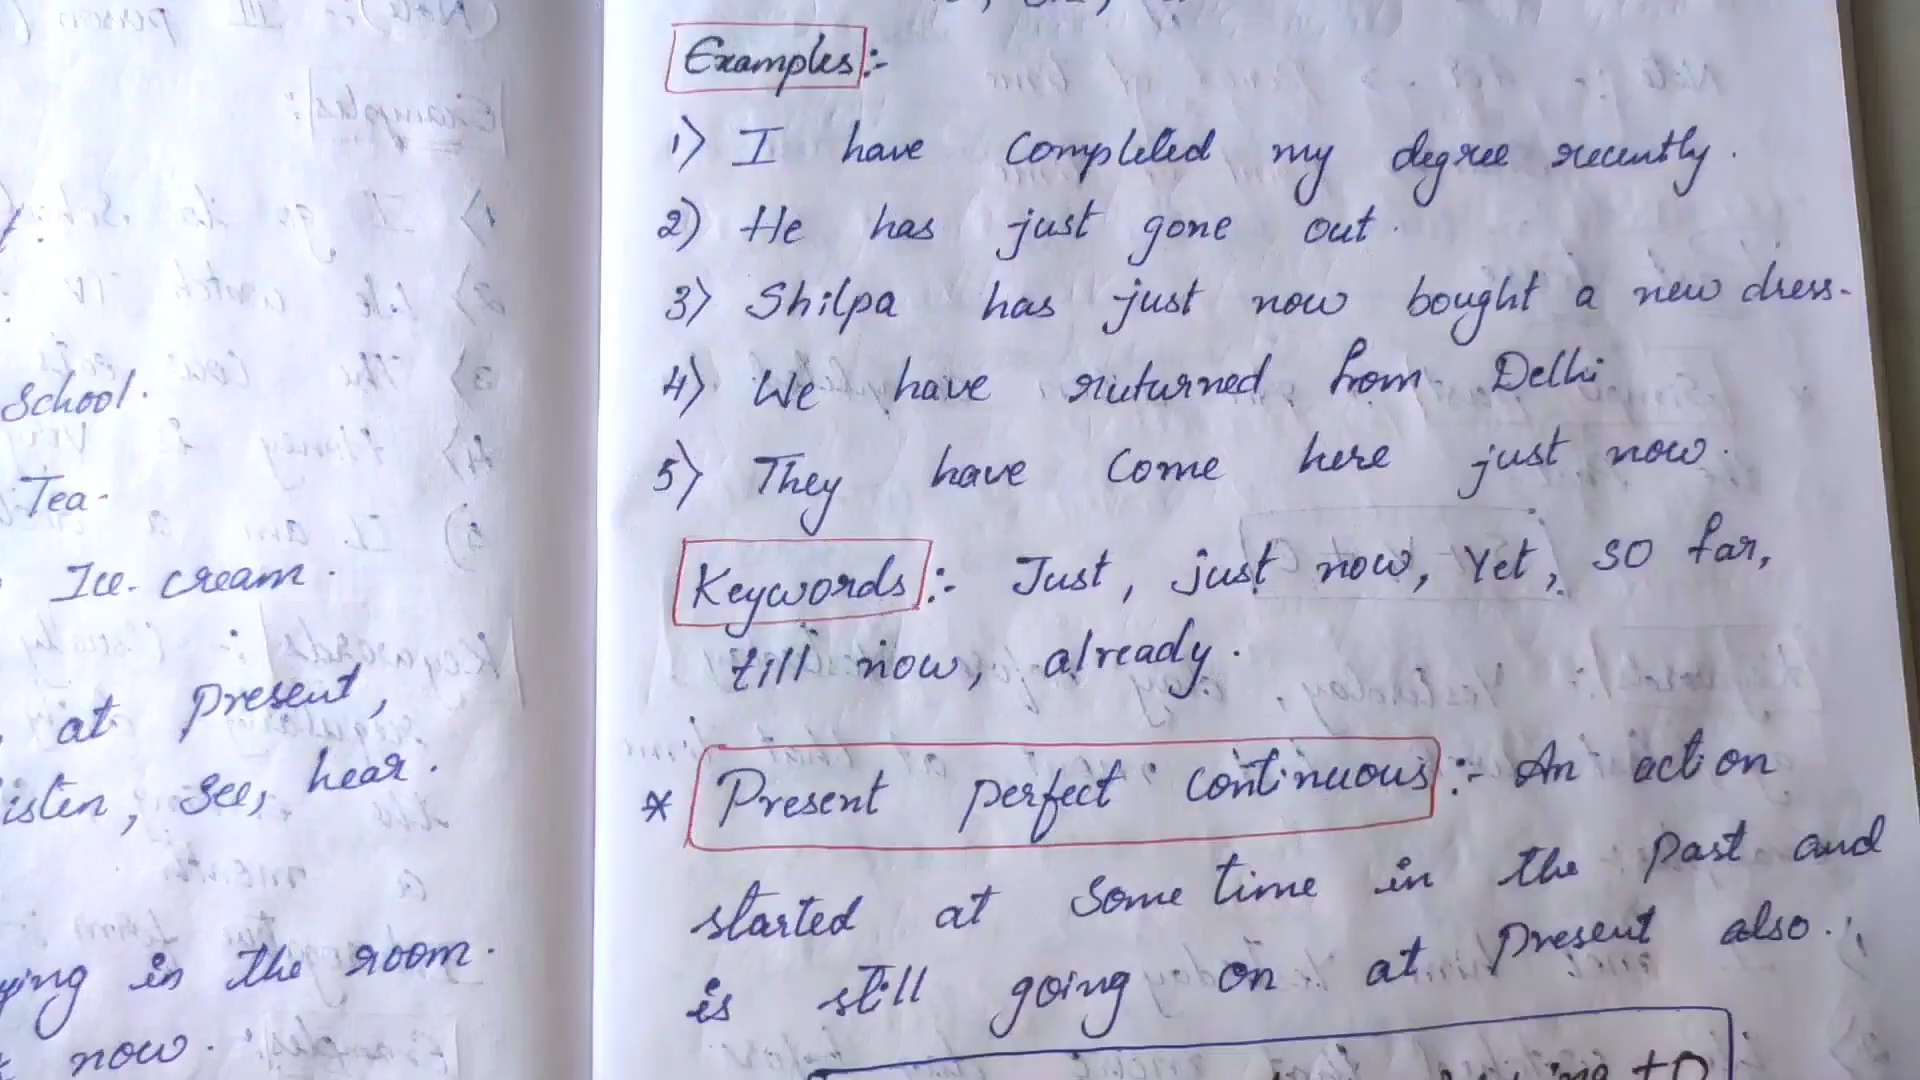 School.
Tea-
Ice-cream.
at present,
isten, see, hear.
ying in the room.
now.
Examples:-
1) I have completed my degree recently.
2) He has just gone out.
3) Shilpa has just now bought a new dress-
4) We have returned from Delhi
5) They have come here just now.
Keywords:- Just, just now, Yet, so far,
till now, already.
* Present perfect continuous:- An action
started at some time in the past and
is still going on at present also.